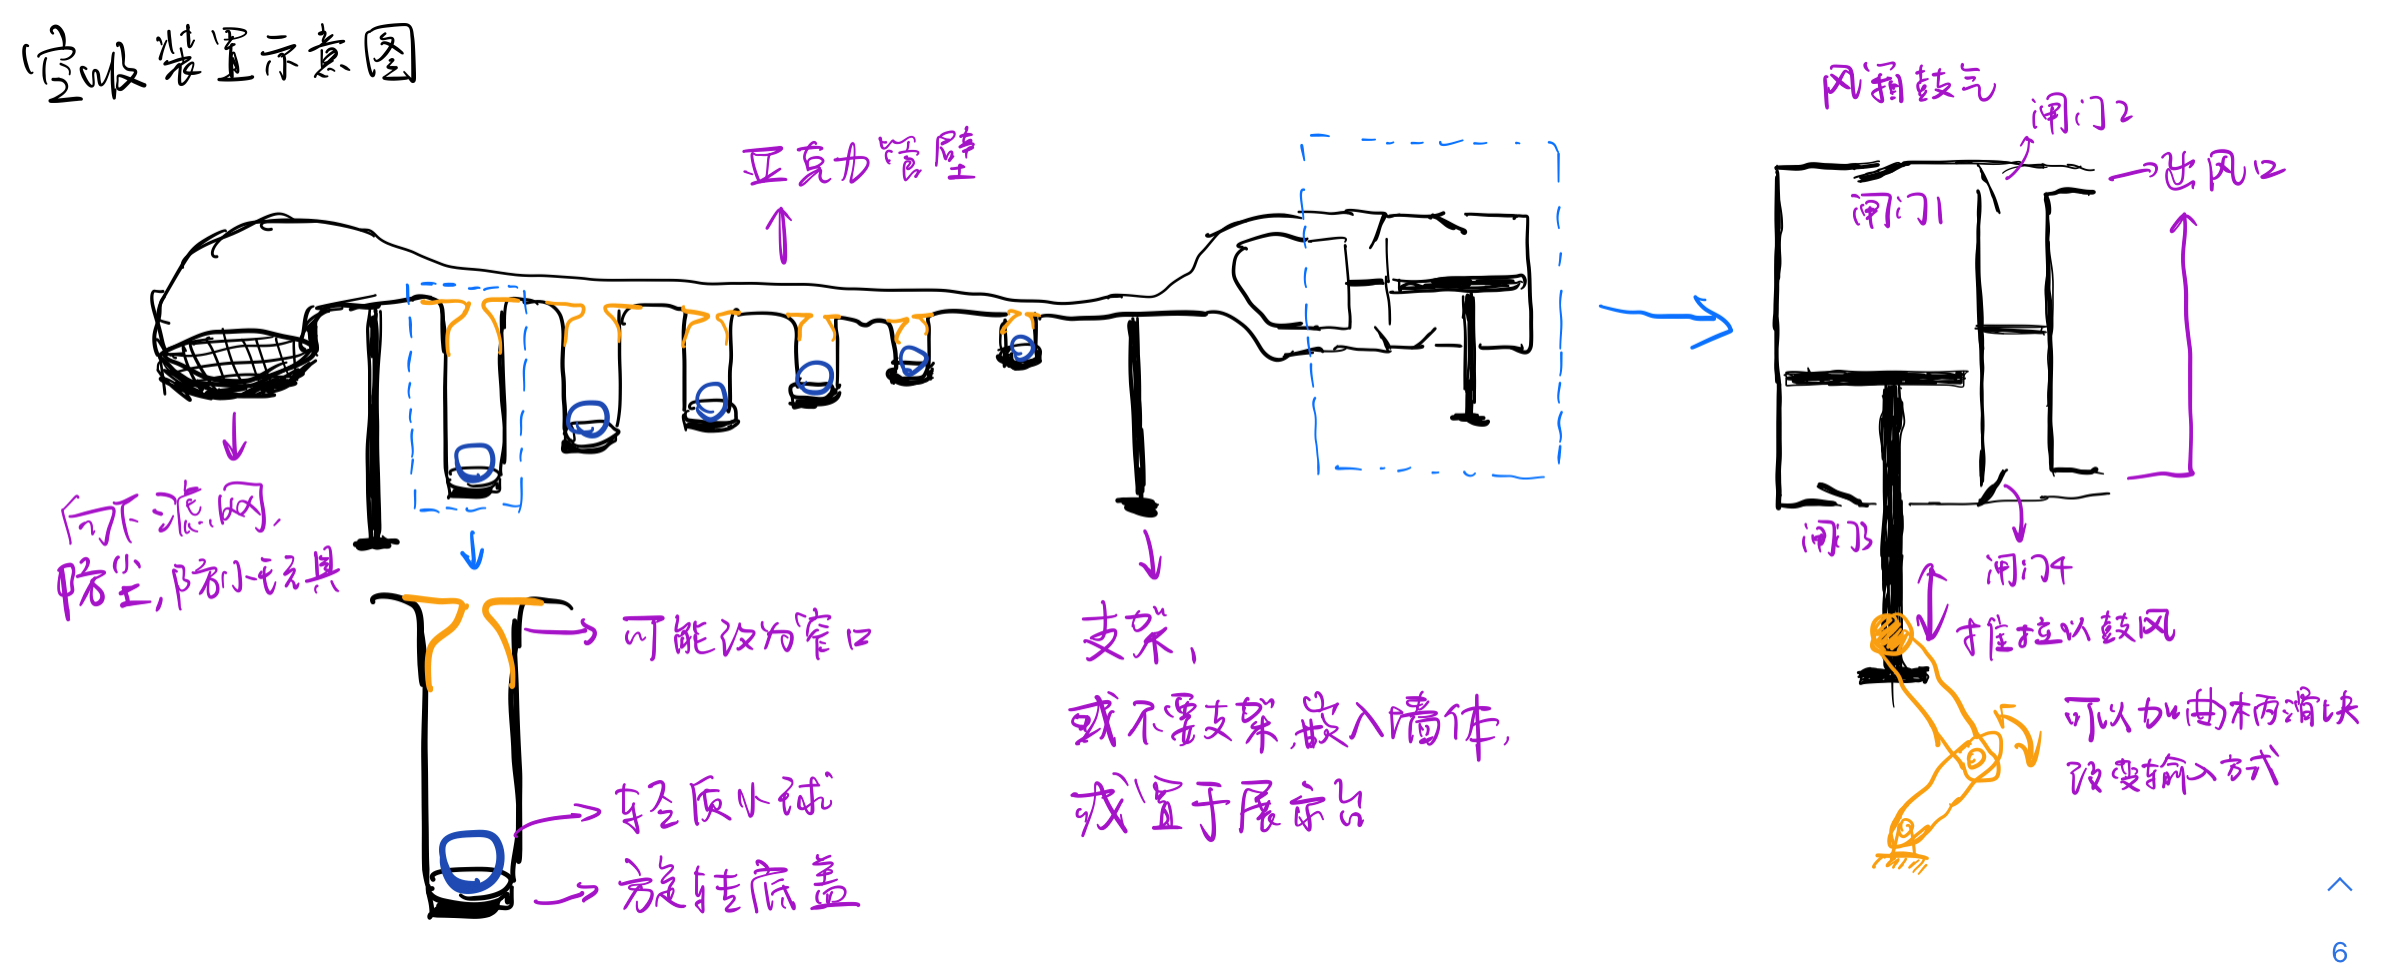 空吸装置示意图
亚克力管壁
风箱鼓气
闸门2
出风口
闸门1
向下滤网,
防尘,防小玩具
闸门3
闸门4
可能改为窄口
支架,
或不要支架,嵌入墙体,
或置于展示台
推拉以鼓风
可以加曲柄滑块
改变输入方式
轻质小球
旋转底盖
6